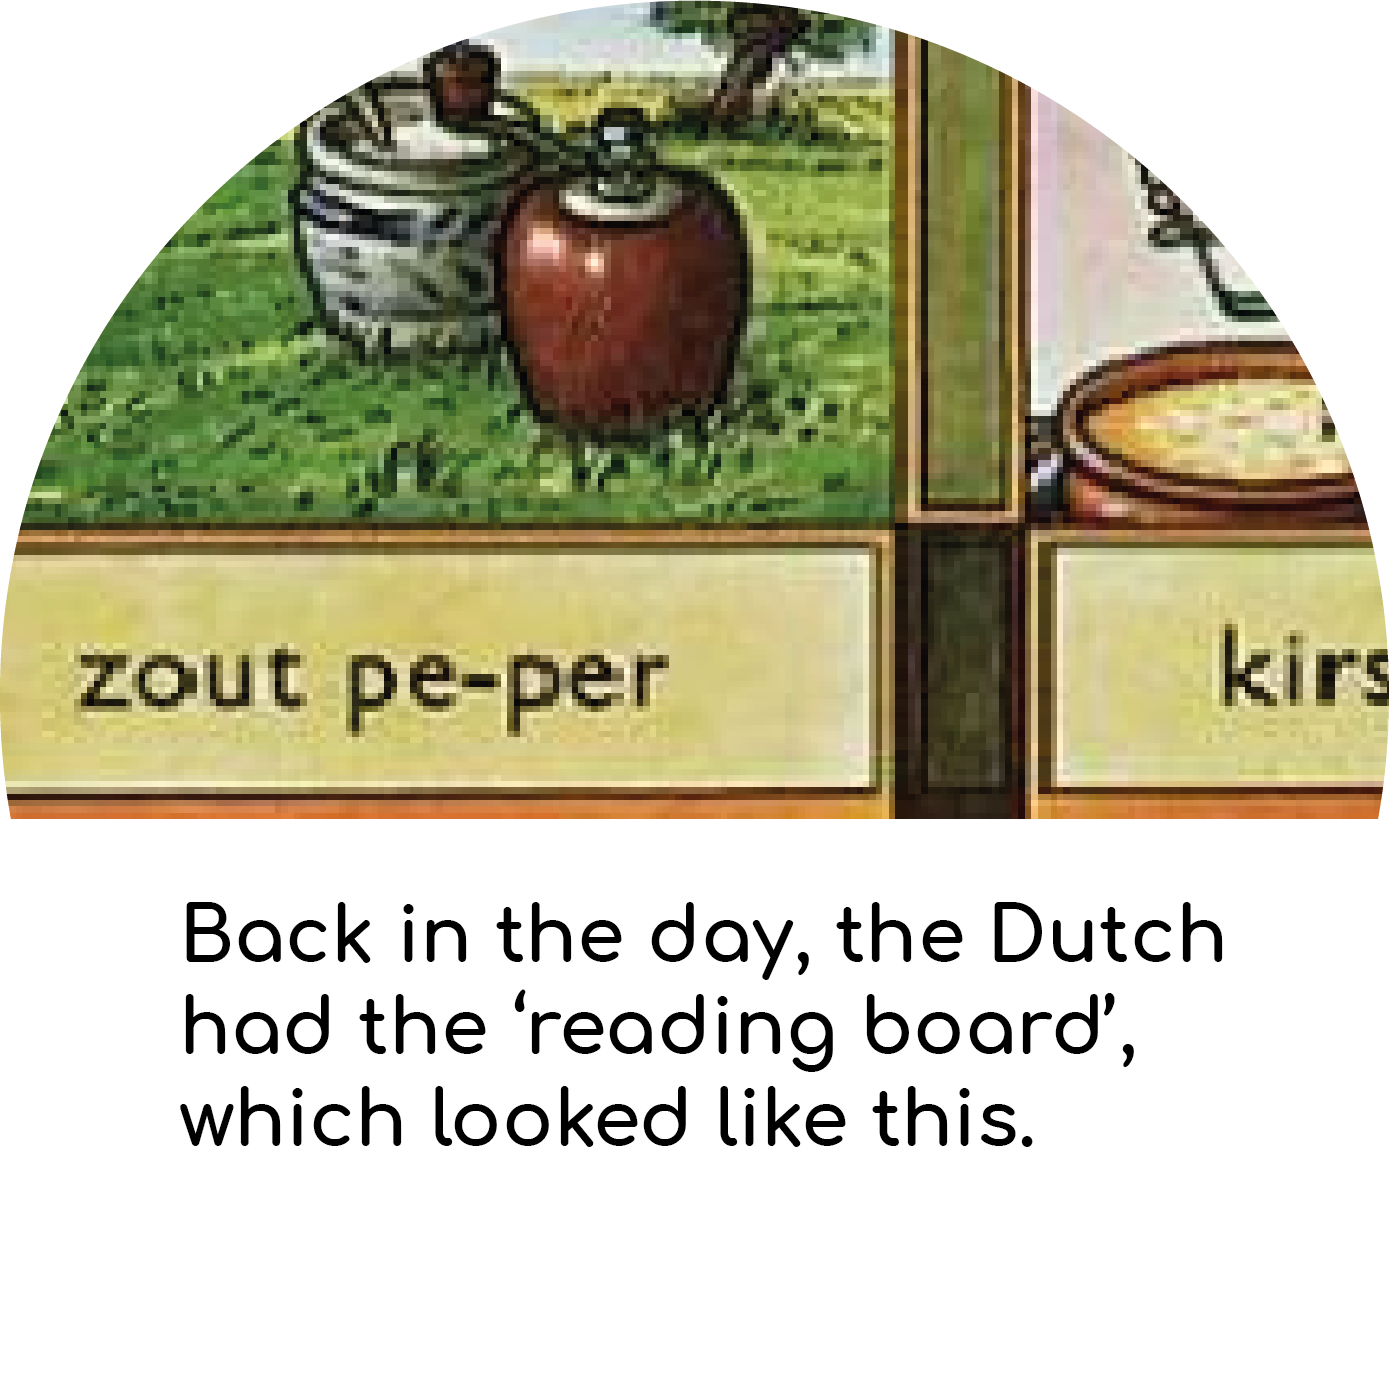 zout pe-per
kirs
Back in the day, the Dutch
had the ‘reading board’,
which looked like this.